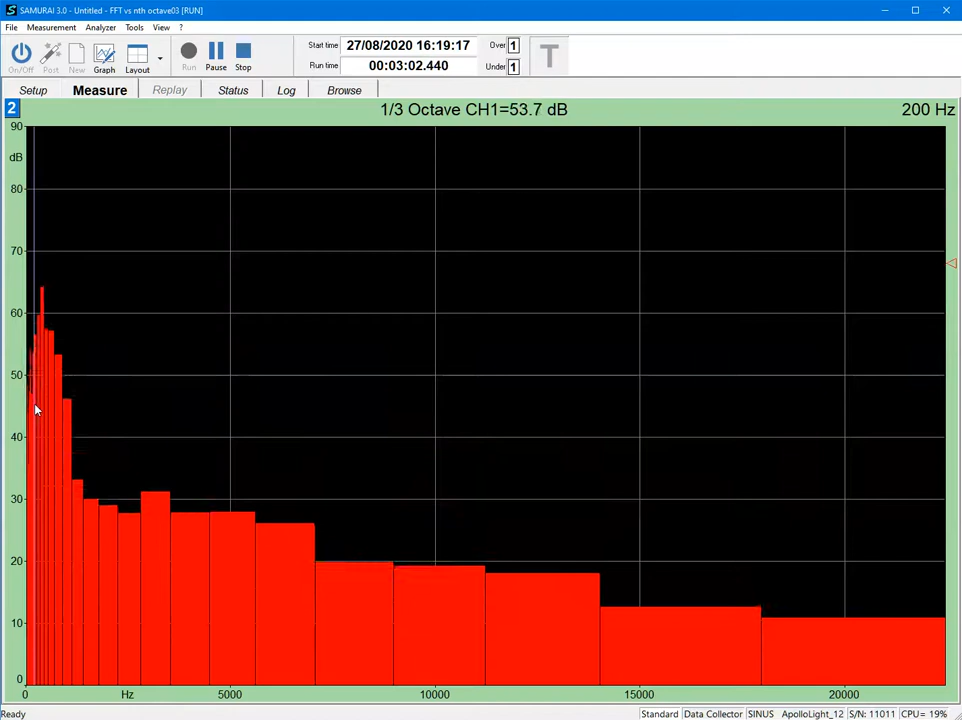 SAMURAI 3.0 - Untitled - FFT vs nth octave03 [RUN]
File Measurement Analyzer Tools View ?
On/Off Post New Graph Layout Run Pause Stop
Start time 27/08/2020 16:19:17 Over 1
Run time 00:03:02.440 Under 1
T
Setup Measure Replay Status Log Browse
2 1/3 Octave CH1=53.7 dB 200 Hz
90
dB
80
70
60
50
40
30
20
10
0
0 Hz 5000 10000 15000 20000
Ready Standard Data Collector SINUS ApolloLight_12 S/N: 11011 CPU= 19%